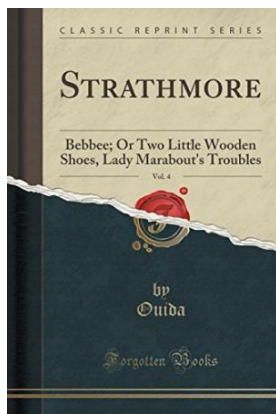 CLASSIC REPRINT SERIES
STRATHMORE
Bebbee; Or Two Little Wooden
Shoes, Lady Marabout's Troubles
Vol. 4
by
Ouida
Forgotten Books